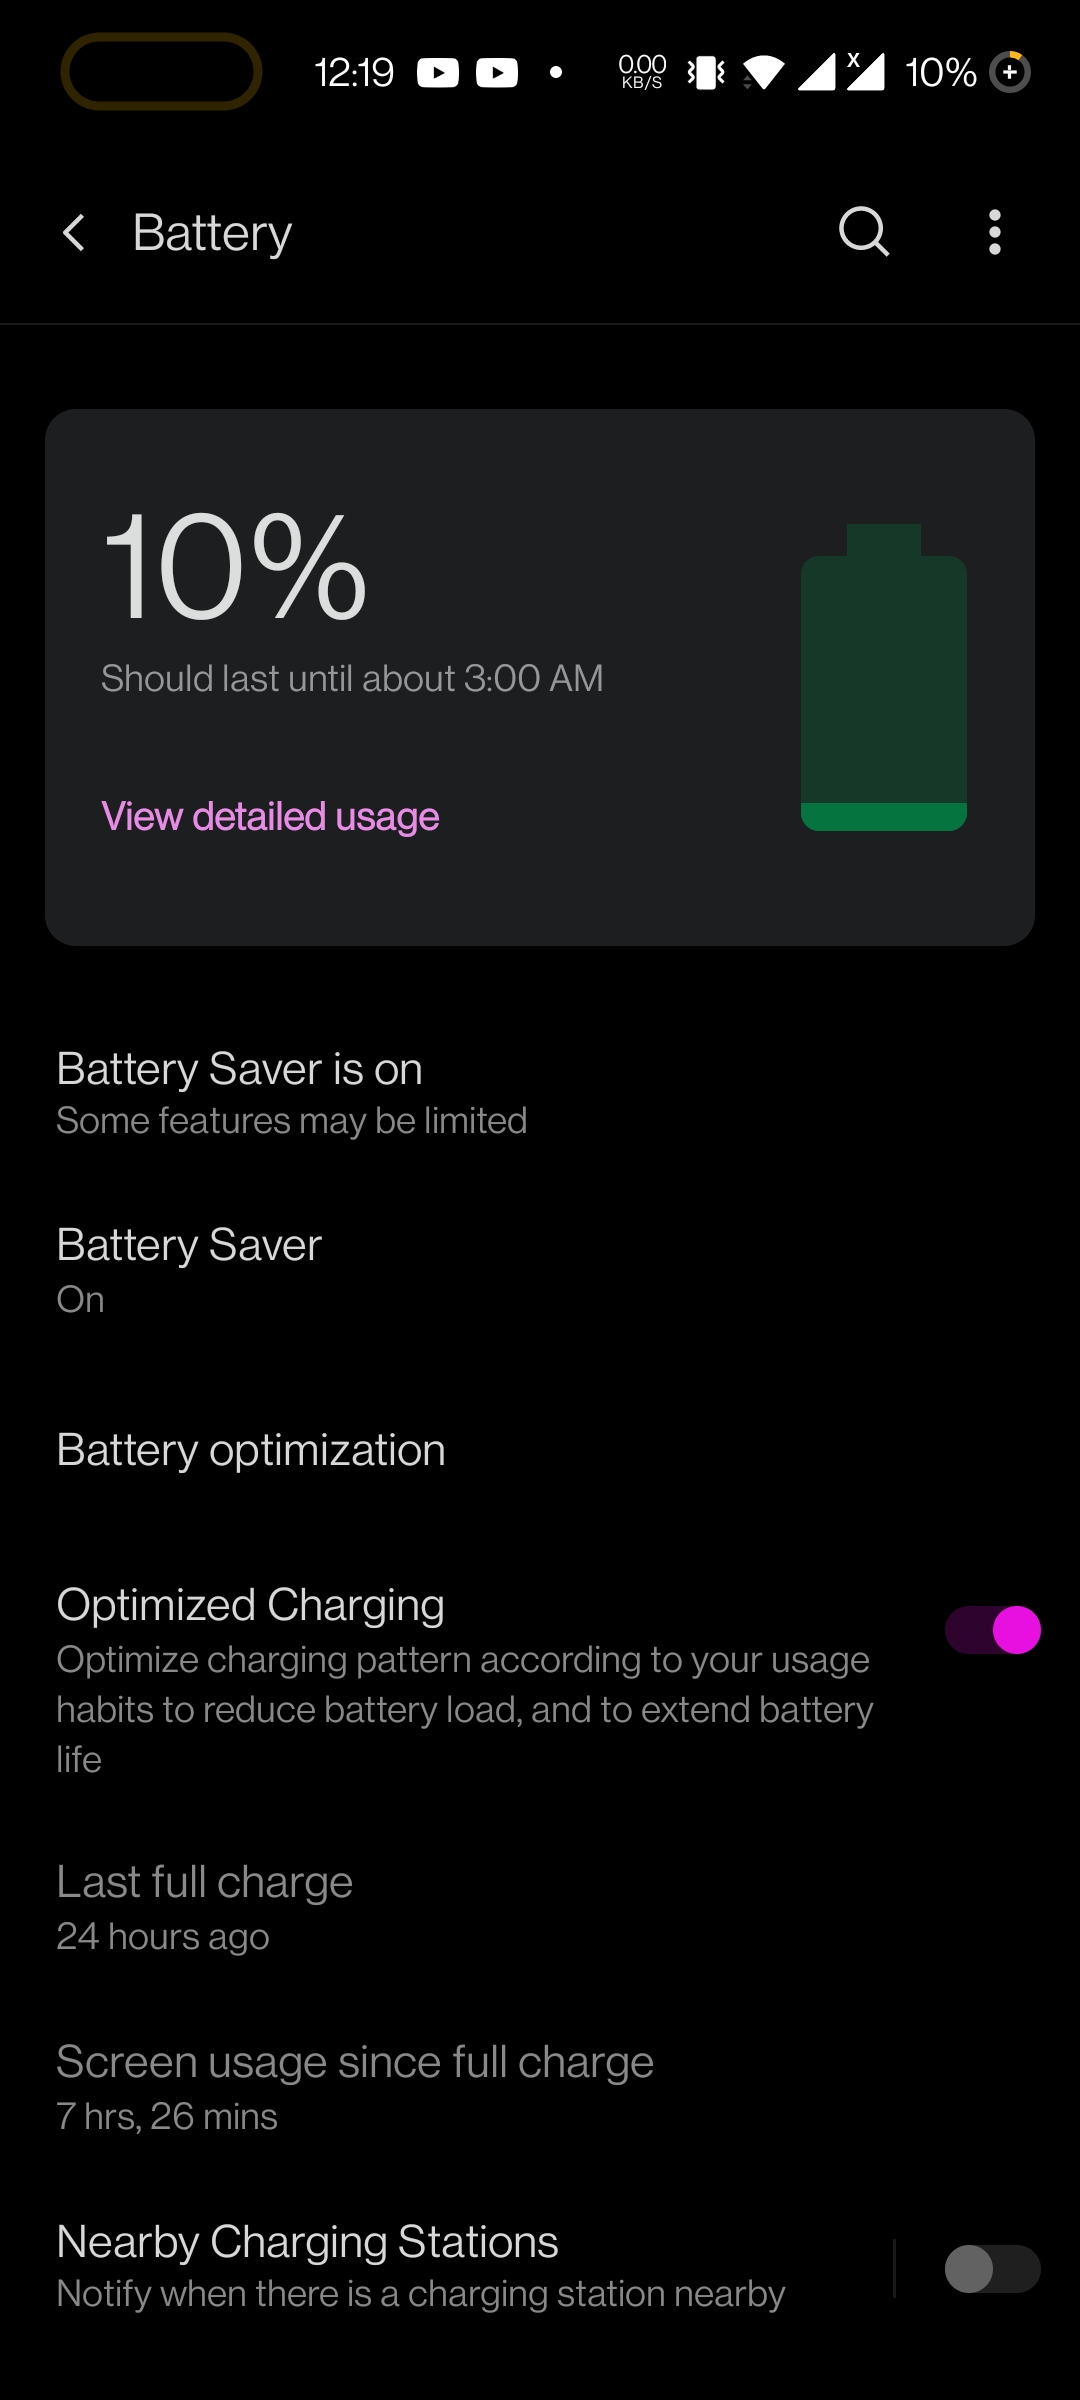 12:19
0.00
KB/S
X
10%
Battery
10%
Should last until about 3:00 AM
View detailed usage
Battery Saver is on
Some features may be limited
Battery Saver
On
Battery optimization
Optimized Charging
Optimize charging pattern according to your usage
habits to reduce battery load, and to extend battery
life
Last full charge
24 hours ago
Screen usage since full charge
7 hrs, 26 mins
Nearby Charging Stations
Notify when there is a charging station nearby